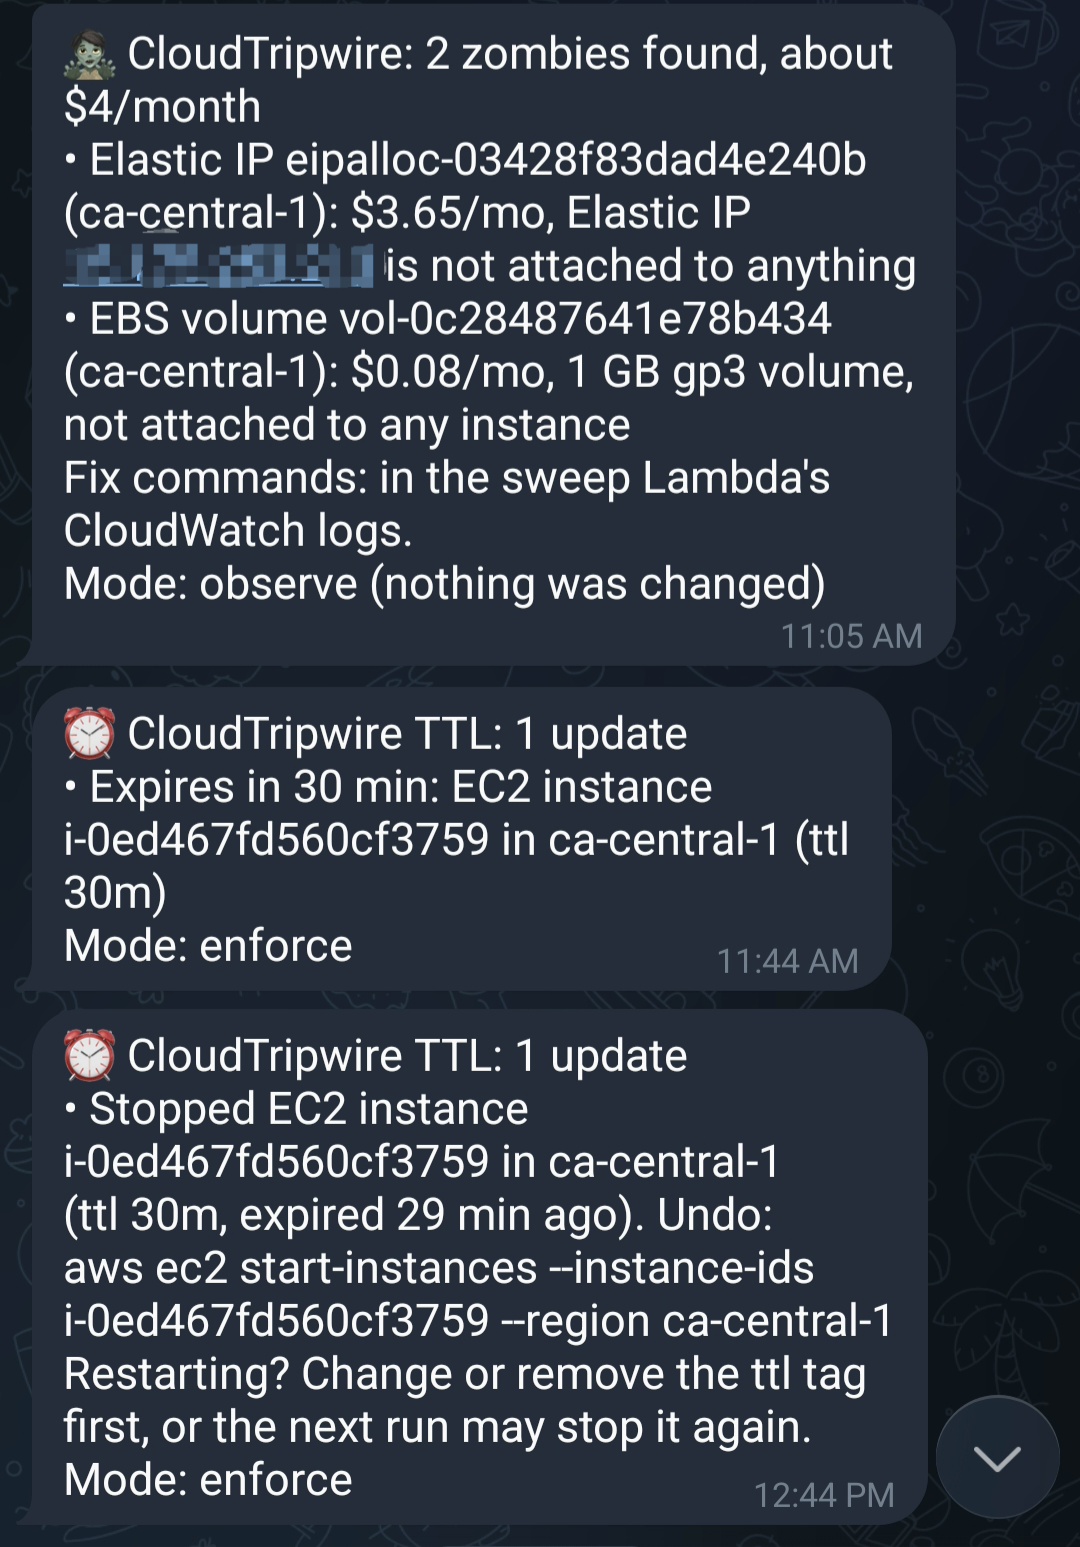 CloudTripwire: 2 zombies found, about
$4/month
• Elastic IP eipalloc-03428f83dad4e240b
(ca-central-1): $3.65/mo, Elastic IP
is not attached to anything
• EBS volume vol-0c28487641e78b434
(ca-central-1): $0.08/mo, 1 GB gp3 volume,
not attached to any instance
Fix commands: in the sweep Lambda's
CloudWatch logs.
Mode: observe (nothing was changed)
11:05 AM
CloudTripwire TTL: 1 update
• Expires in 30 min: EC2 instance
i-0ed467fd560cf3759 in ca-central-1 (ttl
30m)
Mode: enforce
11:44 AM
CloudTripwire TTL: 1 update
• Stopped EC2 instance
i-0ed467fd560cf3759 in ca-central-1
(ttl 30m, expired 29 min ago). Undo:
aws ec2 start-instances --instance-ids
i-0ed467fd560cf3759 --region ca-central-1
Restarting? Change or remove the ttl tag
first, or the next run may stop it again.
Mode: enforce
12:44 PM